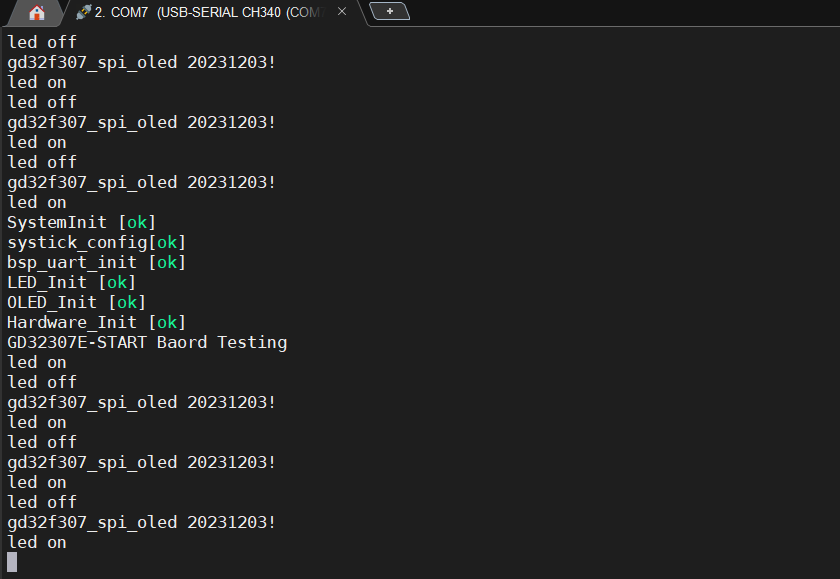 2. COM7 (USB-SERIAL CH340 (COM
led off
gd32f307_spi_oled 20231203!
led on
led off
gd32f307_spi_oled 20231203!
led on
led off
gd32f307_spi_oled 20231203!
led on
SystemInit [ok]
systick_config[ok]
bsp_uart_init [ok]
LED_Init [ok]
OLED_Init [ok]
Hardware_Init [ok]
GD32307E-START Baord Testing
led on
led off
gd32f307_spi_oled 20231203!
led on
led off
gd32f307_spi_oled 20231203!
led on
led off
gd32f307_spi_oled 20231203!
led on